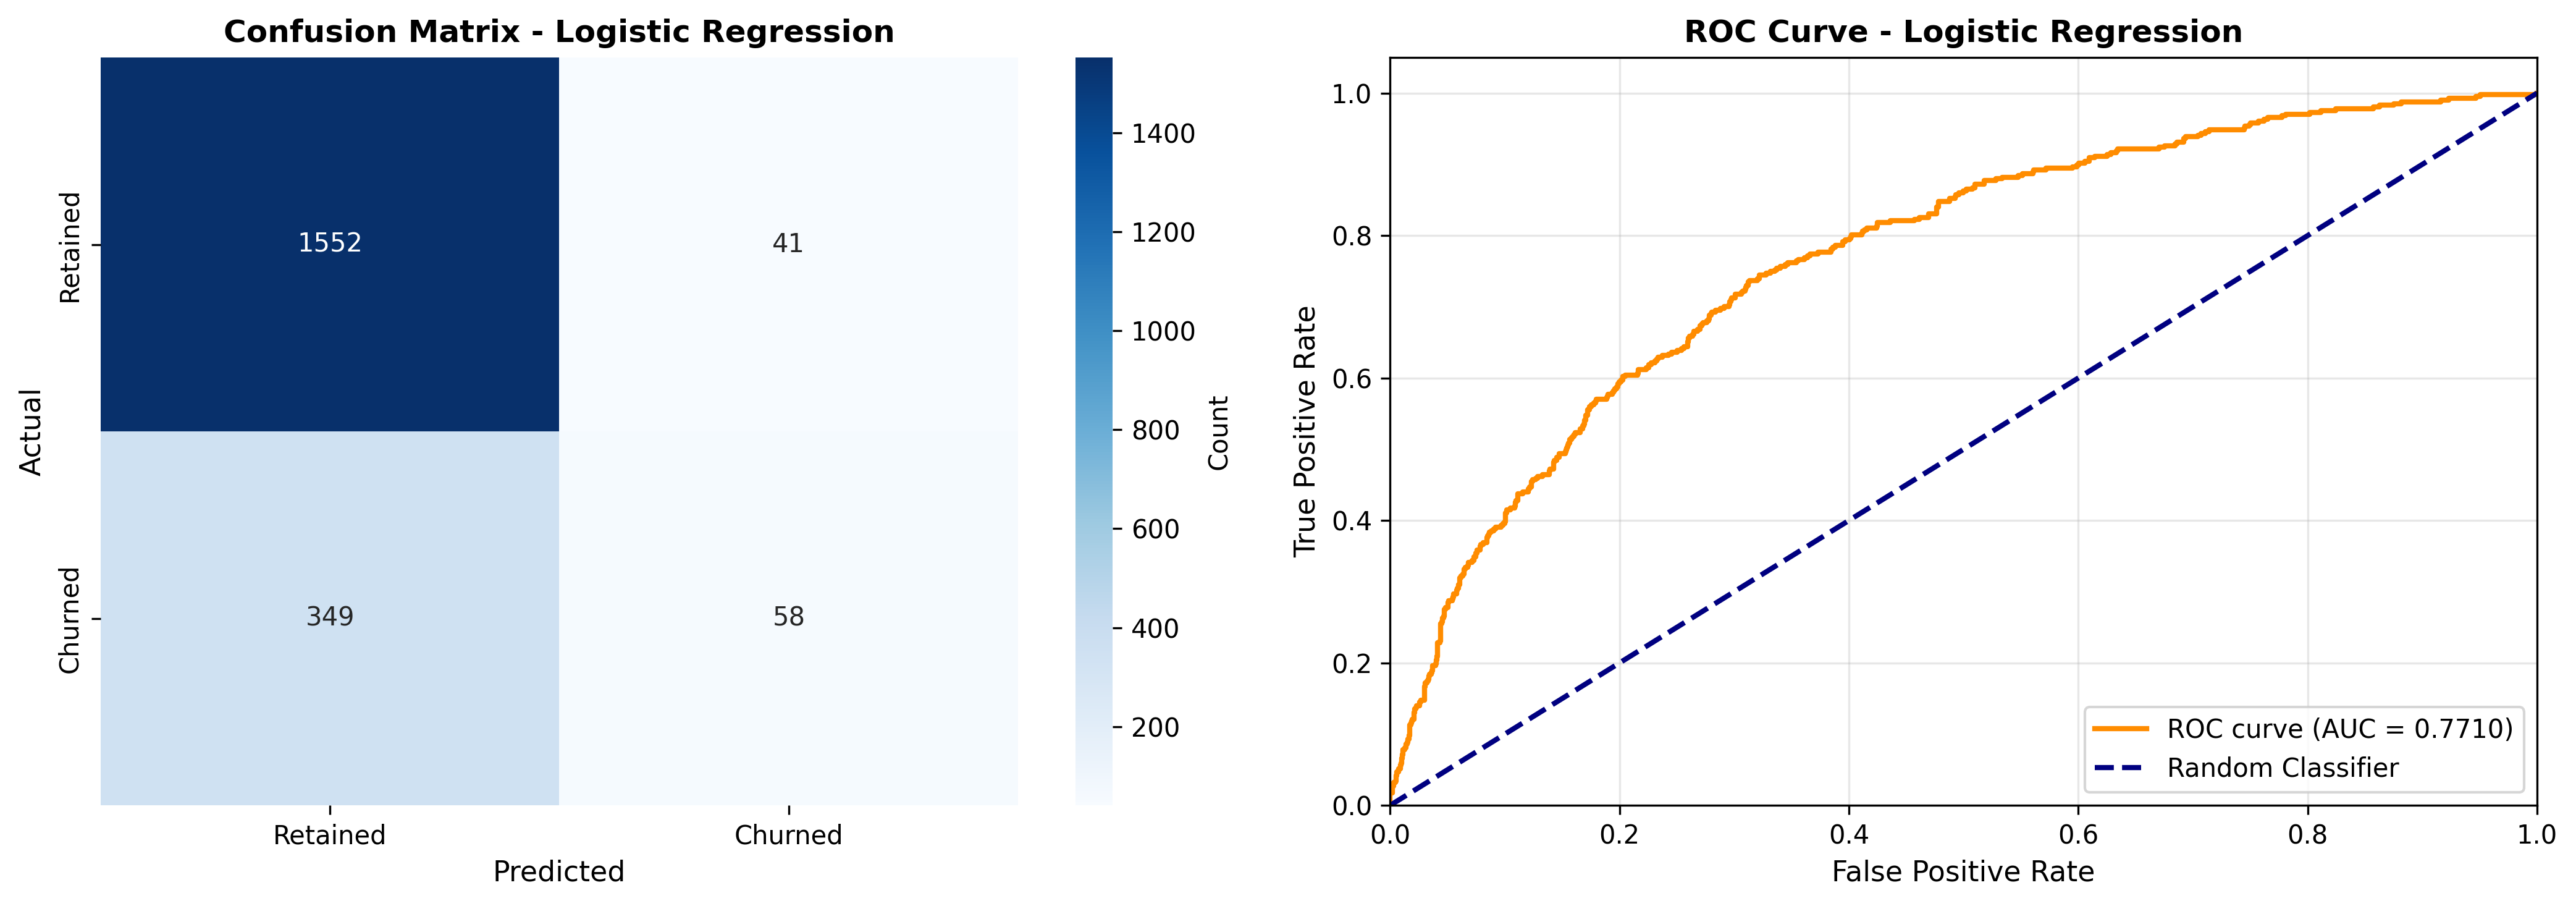 Confusion Matrix - Logistic Regression
Actual
Retained
Churned
1552
41
349
58
Retained
Churned
Predicted
1400
1200
1000
800
600
400
200
Count
ROC Curve - Logistic Regression
True Positive Rate
1.0
0.8
0.6
0.4
0.2
0.0
0.0
0.2
0.4
0.6
0.8
1.0
False Positive Rate
ROC curve (AUC = 0.7710)
Random Classifier